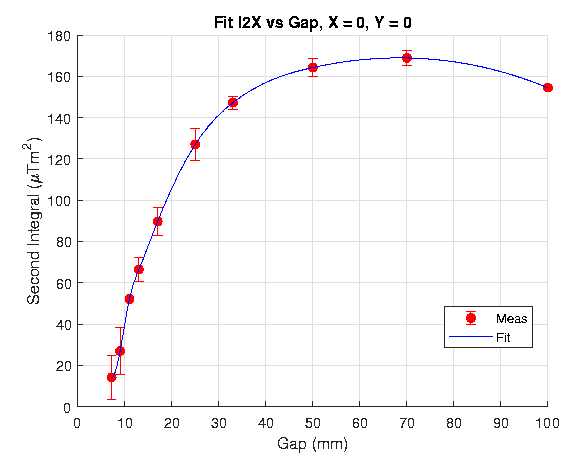 Fit I2X vs Gap, X = 0, Y = 0
Second Integral (μTm²)
180
160
140
120
100
80
60
40
20
0
0 10 20 30 40 50 60 70 80 90 100
Gap (mm)
Meas
Fit